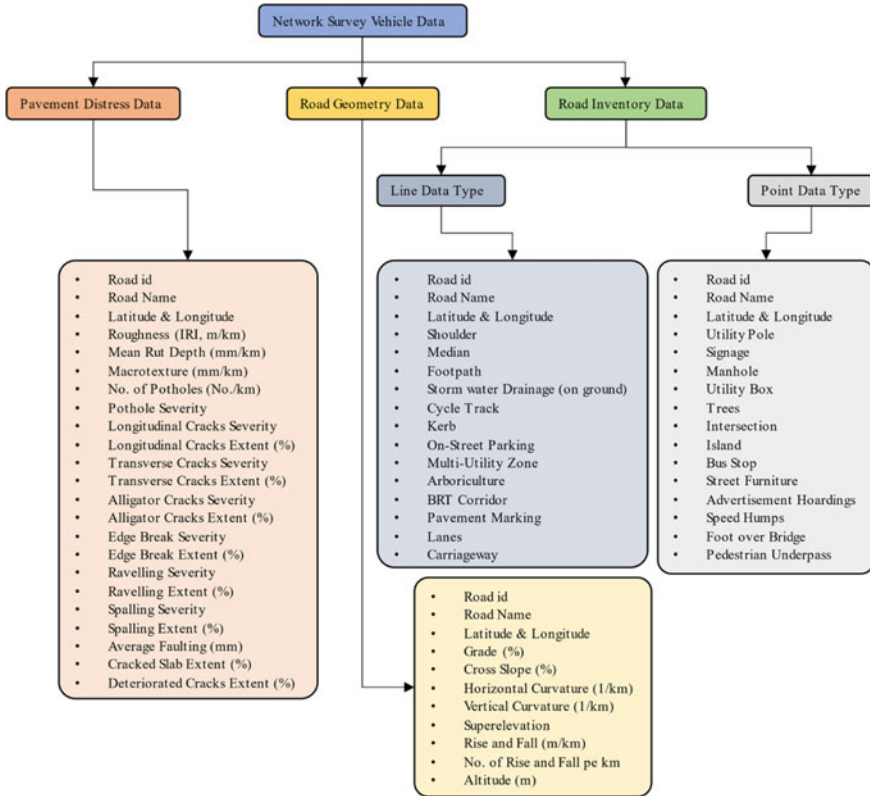 Network Survey Vehicle Data
Pavement Distress Data
Road Geometry Data
Road Inventory Data
Line Data Type
Point Data Type
• Road id
• Road Name
• Latitude & Longitude
• Roughness (IRI, m/km)
• Mean Rut Depth (mm/km)
• Macrotexture (mm/km)
• No. of Potholes (No./km)
• Pothole Severity
• Longitudinal Cracks Severity
• Longitudinal Cracks Extent (%)
• Transverse Cracks Severity
• Transverse Cracks Extent (%)
• Alligator Cracks Severity
• Alligator Cracks Extent (%)
• Edge Break Severity
• Edge Break Extent (%)
• Ravelling Severity
• Ravelling Extent (%)
• Spalling Severity
• Spalling Extent (%)
• Average Faulting (mm)
• Cracked Slab Extent (%)
• Deteriorated Cracks Extent (%)
• Road id
• Road Name
• Latitude & Longitude
• Shoulder
• Median
• Footpath
• Storm water Drainage (on ground)
• Cycle Track
• Kerb
• On-Street Parking
• Multi-Utility Zone
• Arboriculture
• BRT Corridor
• Pavement Marking
• Lanes
• Carriageway
• Road id
• Road Name
• Latitude & Longitude
• Utility Pole
• Signage
• Manhole
• Utility Box
• Trees
• Intersection
• Island
• Bus Stop
• Street Furniture
• Advertisement Hoardings
• Speed Humps
• Foot over Bridge
• Pedestrian Underpass
• Road id
• Road Name
• Latitude & Longitude
• Grade (%)
• Cross Slope (%)
• Horizontal Curvature (1/km)
• Vertical Curvature (1/km)
• Superelevation
• Rise and Fall (m/km)
• No. of Rise and Fall pe km
• Altitude (m)